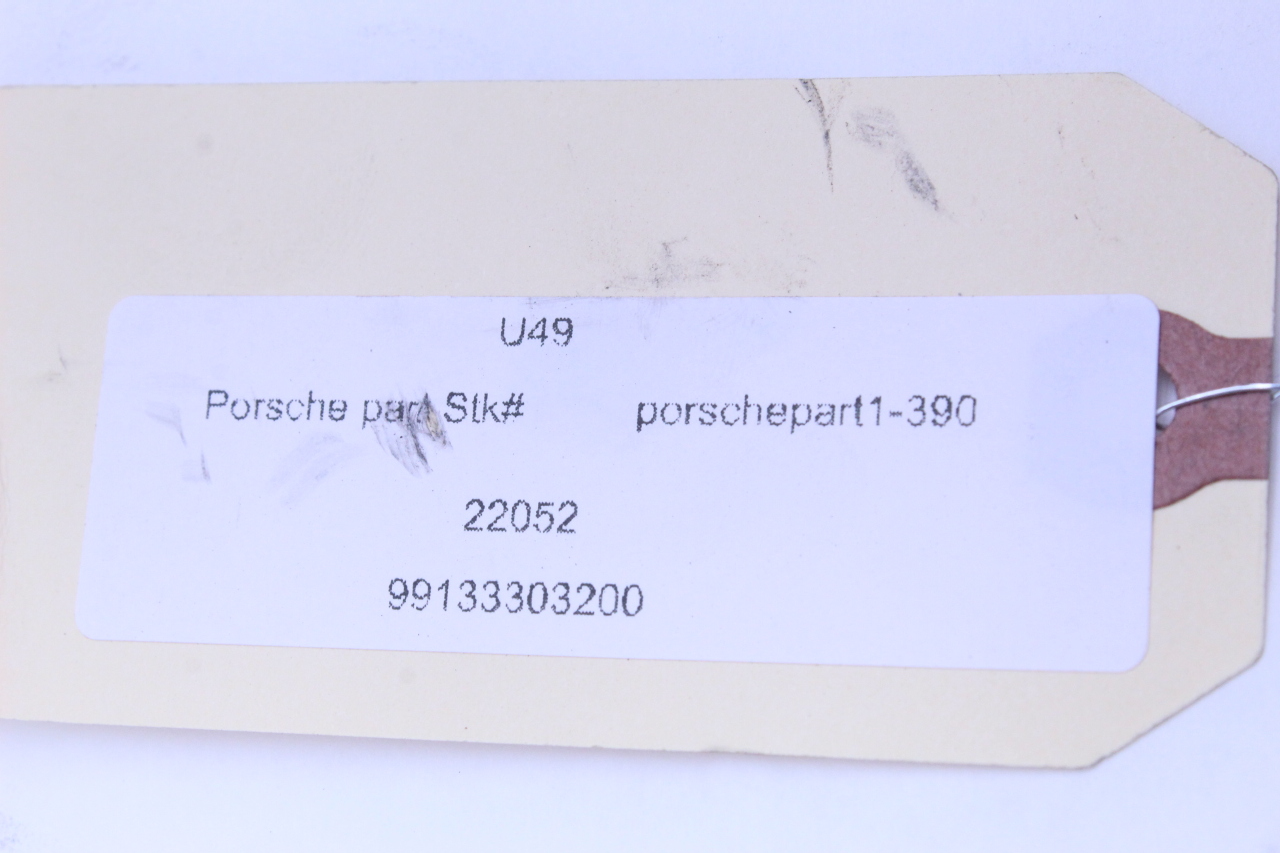 U49
Porsche part Stk# porschepart1-390
22052
99133303200